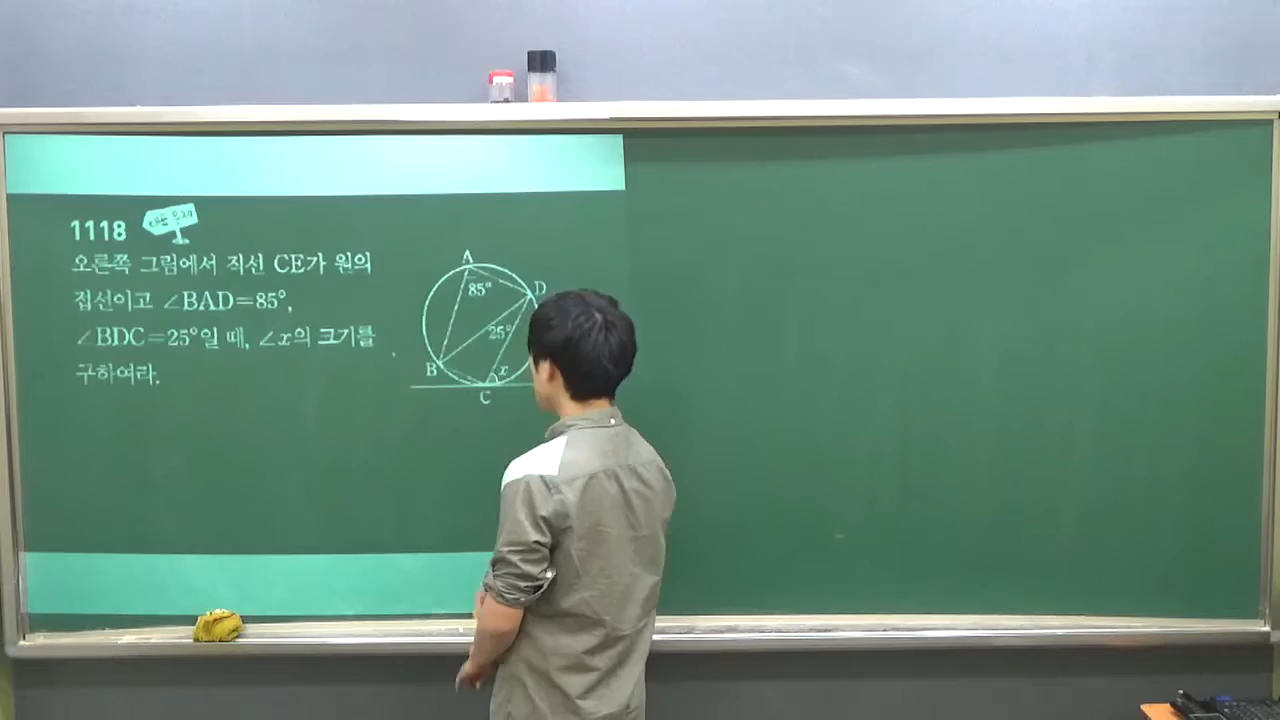 1118
오른쪽 그림에서 직선 CE가 원의
접선이고 ∠BAD=85°,
∠BDC=25°일 때, ∠x의 크기를
구하여라.
A
85°
D
25°
B
x
C